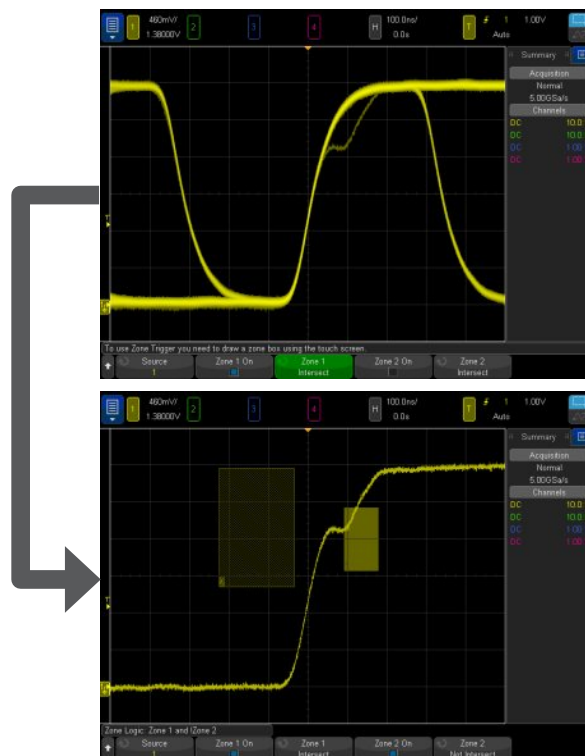 1 460mV/ 2 3 4 H 100.0ns/ T 1 1.00V
1.38000V 0.0s Auto
Summary
Acquisition
Normal
5.00GSa/s
Channels
DC 10.0
DC 10.0
DC 1.00
DC 1.00
T
To use Zone Trigger you need to draw a zone box using the touch screen.
Source Zone 1 On Zone 1 Zone 2 On Zone 2
1 Intersect Intersect
1 460mV/ 2 3 4 H 100.0ns/ T 1 1.00V
1.38000V 0.0s Auto
Summary
Acquisition
Normal
5.00GSa/s
Channels
DC 10.0
DC 10.0
DC 1.00
DC 1.00
T
Zone Logic: Zone 1 and !Zone 2
Source Zone 1 On Zone 1 Zone 2 On Zone 2
1 Intersect Not Intersect